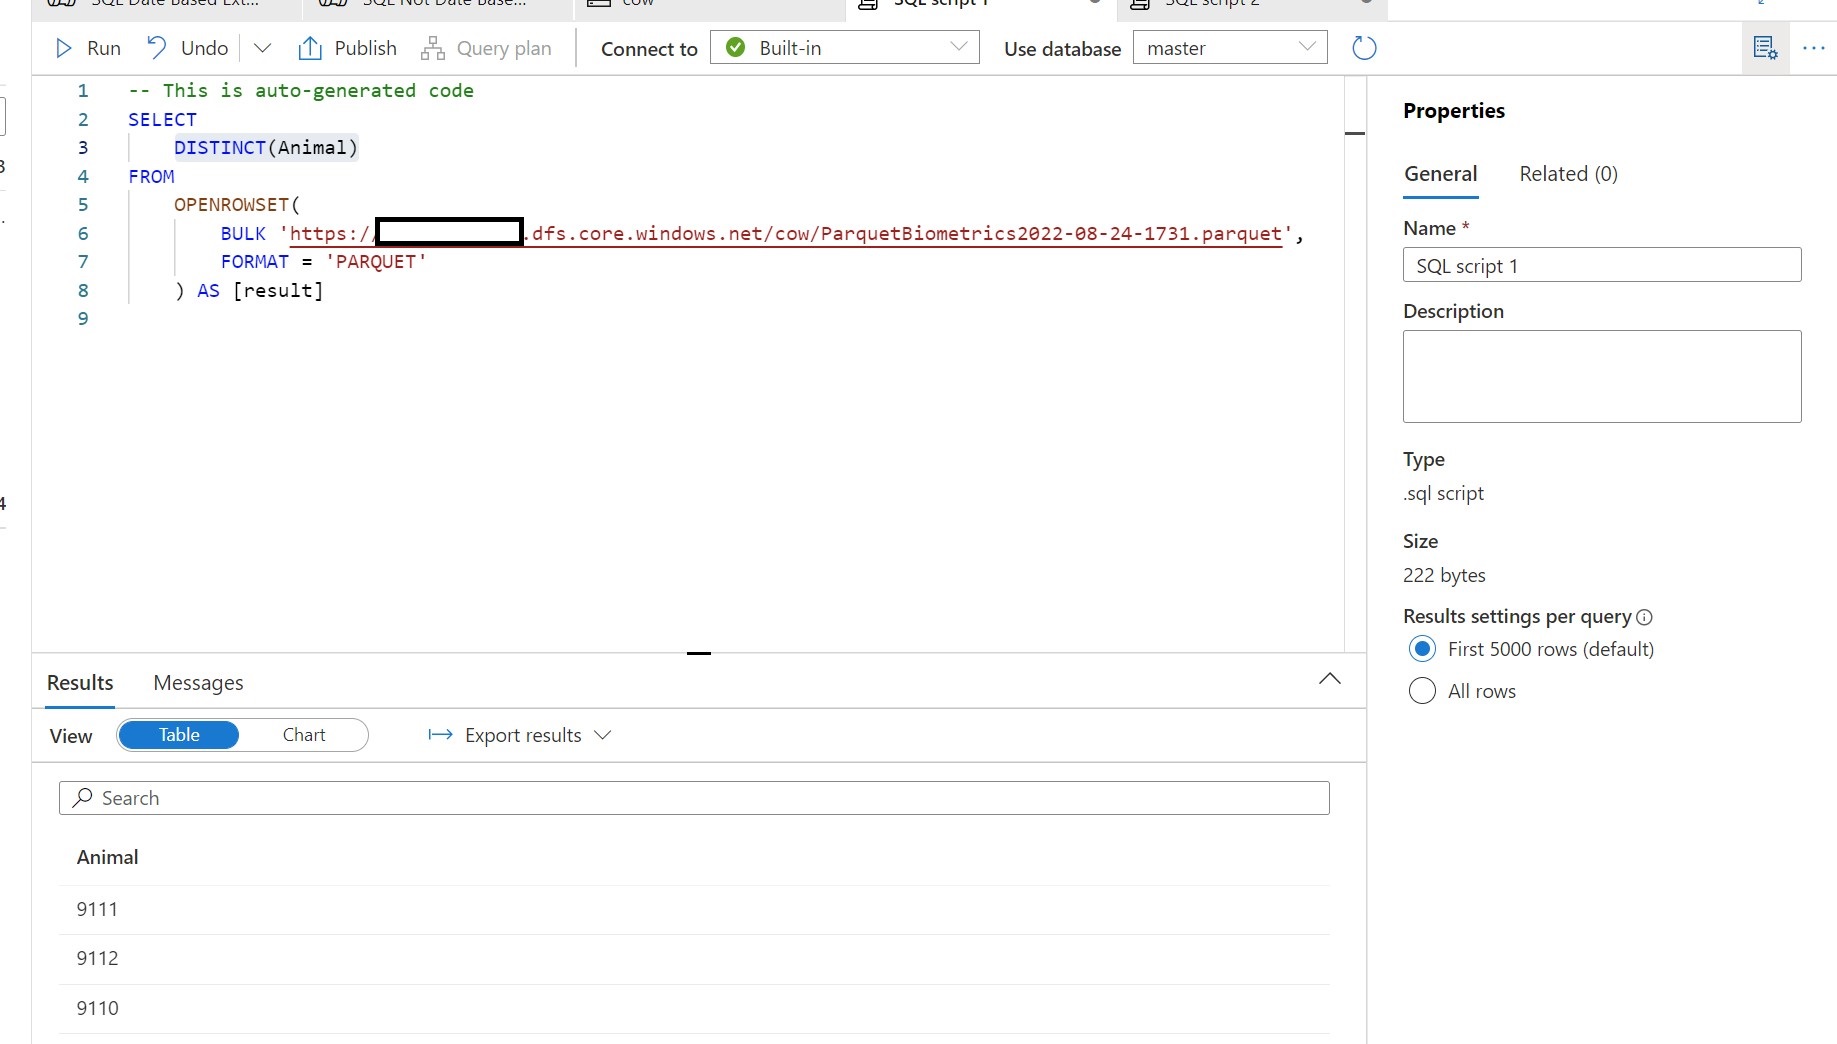 SQL Date Based Ext...
SQL Not Date Base...
cow
SQL script 1
SQL script 2
Run
Undo
Publish
Query plan
Connect to
Built-in
Use database
master
1 -- This is auto-generated code
2 SELECT
3 DISTINCT(Animal)
4 FROM
5 OPENROWSET(
6 BULK 'https://.dfs.core.windows.net/cow/ParquetBiometrics2022-08-24-1731.parquet',
7 FORMAT = 'PARQUET'
8 ) AS [result]
9
Properties
General
Related (0)
Name *
SQL script 1
Description
Type
.sql script
Size
222 bytes
Results settings per query
First 5000 rows (default)
All rows
Results
Messages
View
Table
Chart
Export results
Search
Animal
9111
9112
9110